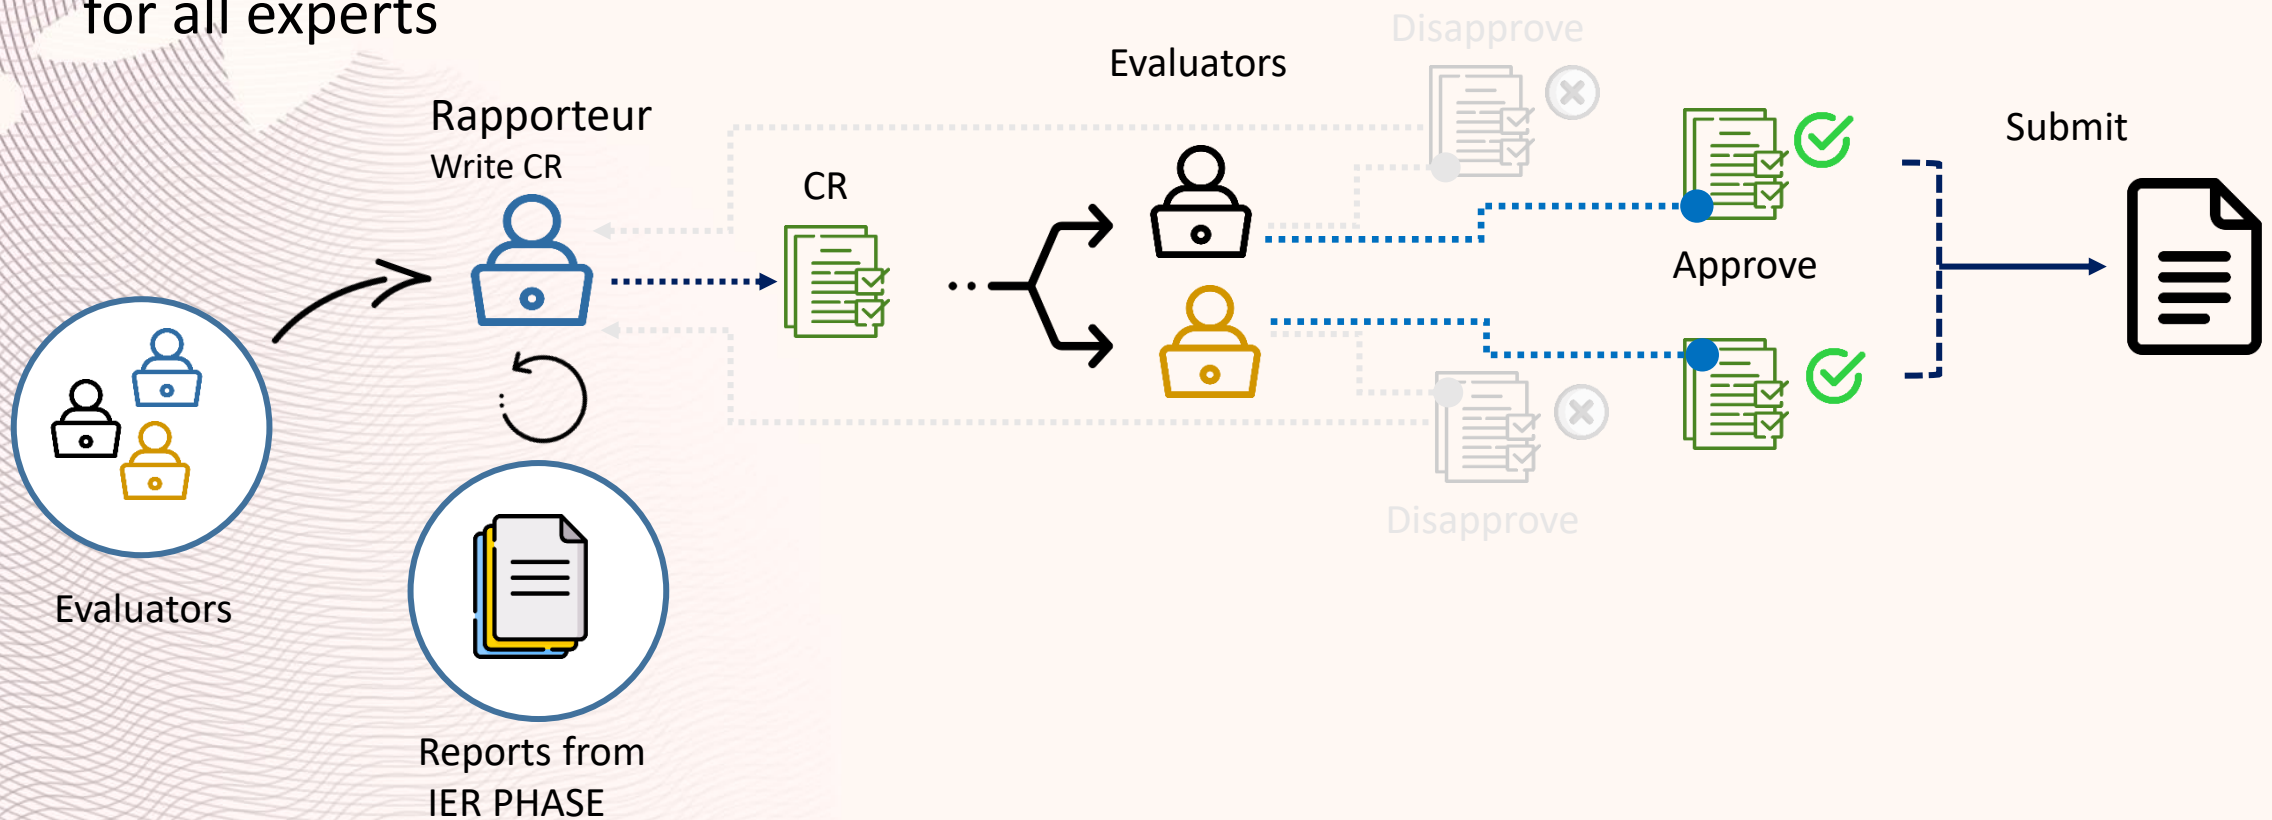 for all experts
Disapprove
Evaluators
Rapporteur
Write CR
CR
Submit
Approve
Disapprove
Evaluators
Reports from
IER PHASE